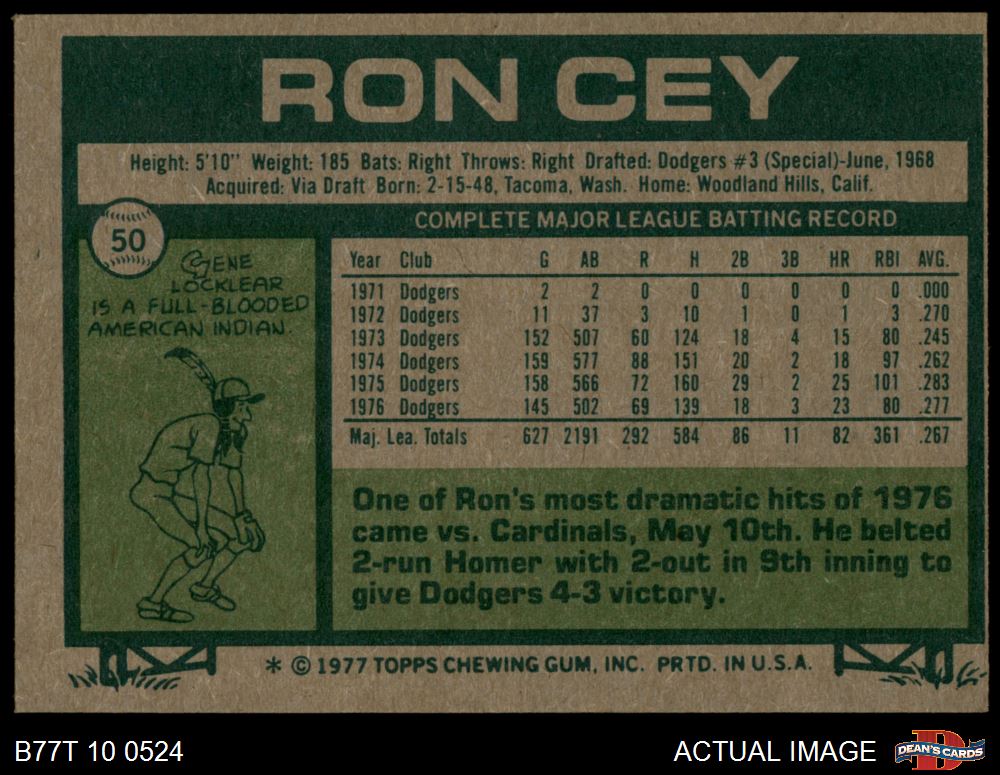 RON CEY
Height: 5'10" Weight: 185 Bats: Right Throws: Right Drafted: Dodgers #3 (Special)-June, 1968
Acquired: Via Draft Born: 2-15-48, Tacoma, Wash. Home: Woodland Hills, Calif.
50
GENE
LOCKLEAR
IS A FULL-BLOODED
AMERICAN INDIAN.
COMPLETE MAJOR LEAGUE BATTING RECORD
Year Club G AB R H 2B 3B HR RBI AVG.
1971 Dodgers 2 2 0 0 0 0 0 0 .000
1972 Dodgers 11 37 3 10 1 0 1 3 .270
1973 Dodgers 152 507 60 124 18 4 15 80 .245
1974 Dodgers 159 577 88 151 20 2 18 97 .262
1975 Dodgers 158 566 72 160 29 2 25 101 .283
1976 Dodgers 145 502 69 139 18 3 23 80 .277
Maj. Lea. Totals 627 2191 292 584 86 11 82 361 .267
One of Ron's most dramatic hits of 1976
came vs. Cardinals, May 10th. He belted
2-run Homer with 2-out in 9th inning to
give Dodgers 4-3 victory.
* © 1977 TOPPS CHEWING GUM, INC. PRTD. IN U.S.A.
B77T 10 0524
ACTUAL IMAGE
D
DEAN'S CARDS